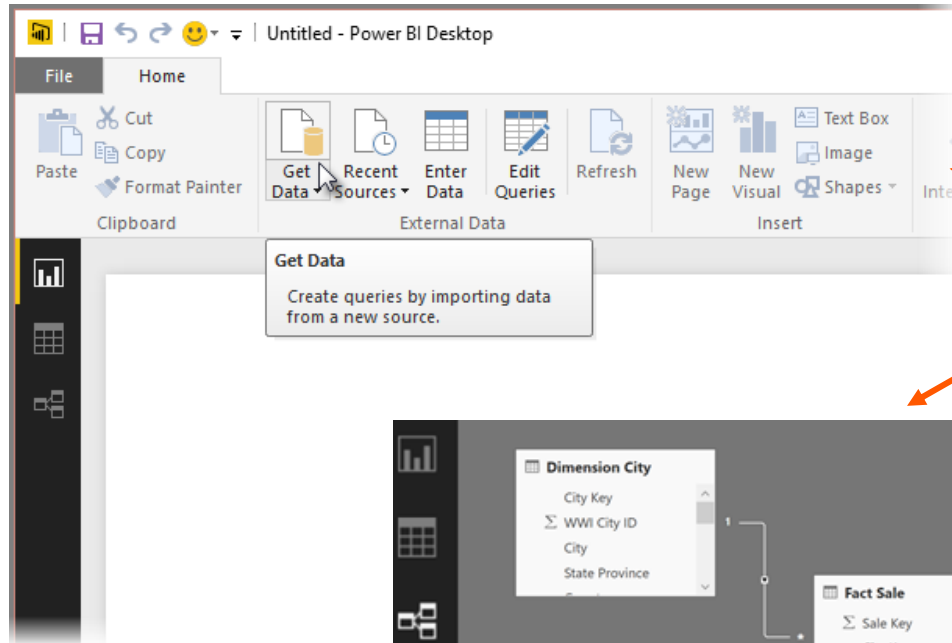 Untitled - Power BI Desktop
File Home
Paste
Cut
Copy
Format Painter
Clipboard
Get Data
Recent Sources
Enter Data
Edit Queries
Refresh
External Data
New Page
New Visual
Text Box
Image
Shapes
Insert
Get Data
Create queries by importing data
from a new source.
Dimension City
City Key
Σ WWI City ID
City
State Province
1
Fact Sale
Σ Sale Key
*